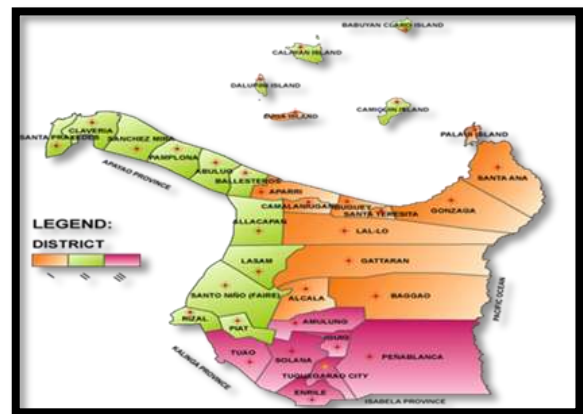 BABUYAN CLARO ISLAND
CALAYAN ISLAND
DALUPIRI ISLAND
FUGA ISLAND
CAMIGUIN ISLAND
PALAUI ISLAND
CLAVERIA
SANTA PRAXEDES
SANCHEZ MIRA
PAMPLONA
ABULUG
BALLESTEROS
APAYAO PROVINCE
APARRI
CAMALANIUGAN
BUGUEY
SANTA TERESITA
GONZAGA
SANTA ANA
ALLACAPAN
LAL-LO
LEGEND:
DISTRICT
I
II
III
LASAM
GATTARAN
SANTO NIÑO (FAIRE)
ALCALA
BAGGAO
PACIFIC OCEAN
RIZAL
PIAT
AMULUNG
KALINGA PROVINCE
TUAO
SOLANA
IGUIG
PEÑABLANCA
TUGUEGARAO CITY
ENRILE
ISABELA PROVINCE